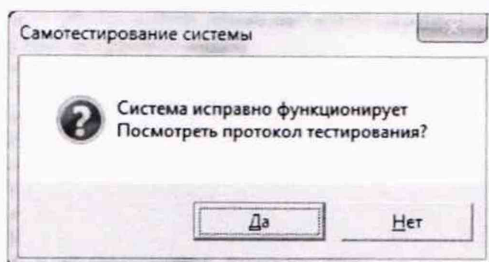 Самотестирование системы
Система исправно функционирует
Посмотреть протокол тестирования?
Да
Нет